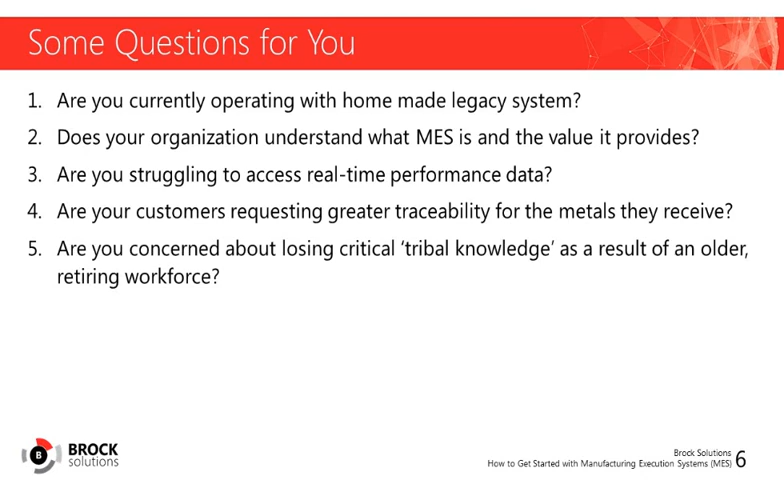 Some Questions for You
1. Are you currently operating with home made legacy system?
2. Does your organization understand what MES is and the value it provides?
3. Are you struggling to access real-time performance data?
4. Are your customers requesting greater traceability for the metals they receive?
5. Are you concerned about losing critical ‘tribal knowledge’ as a result of an older,
retiring workforce?
B
BROCK
solutions
Brock Solutions
How to Get Started with Manufacturing Execution Systems (MES)
6